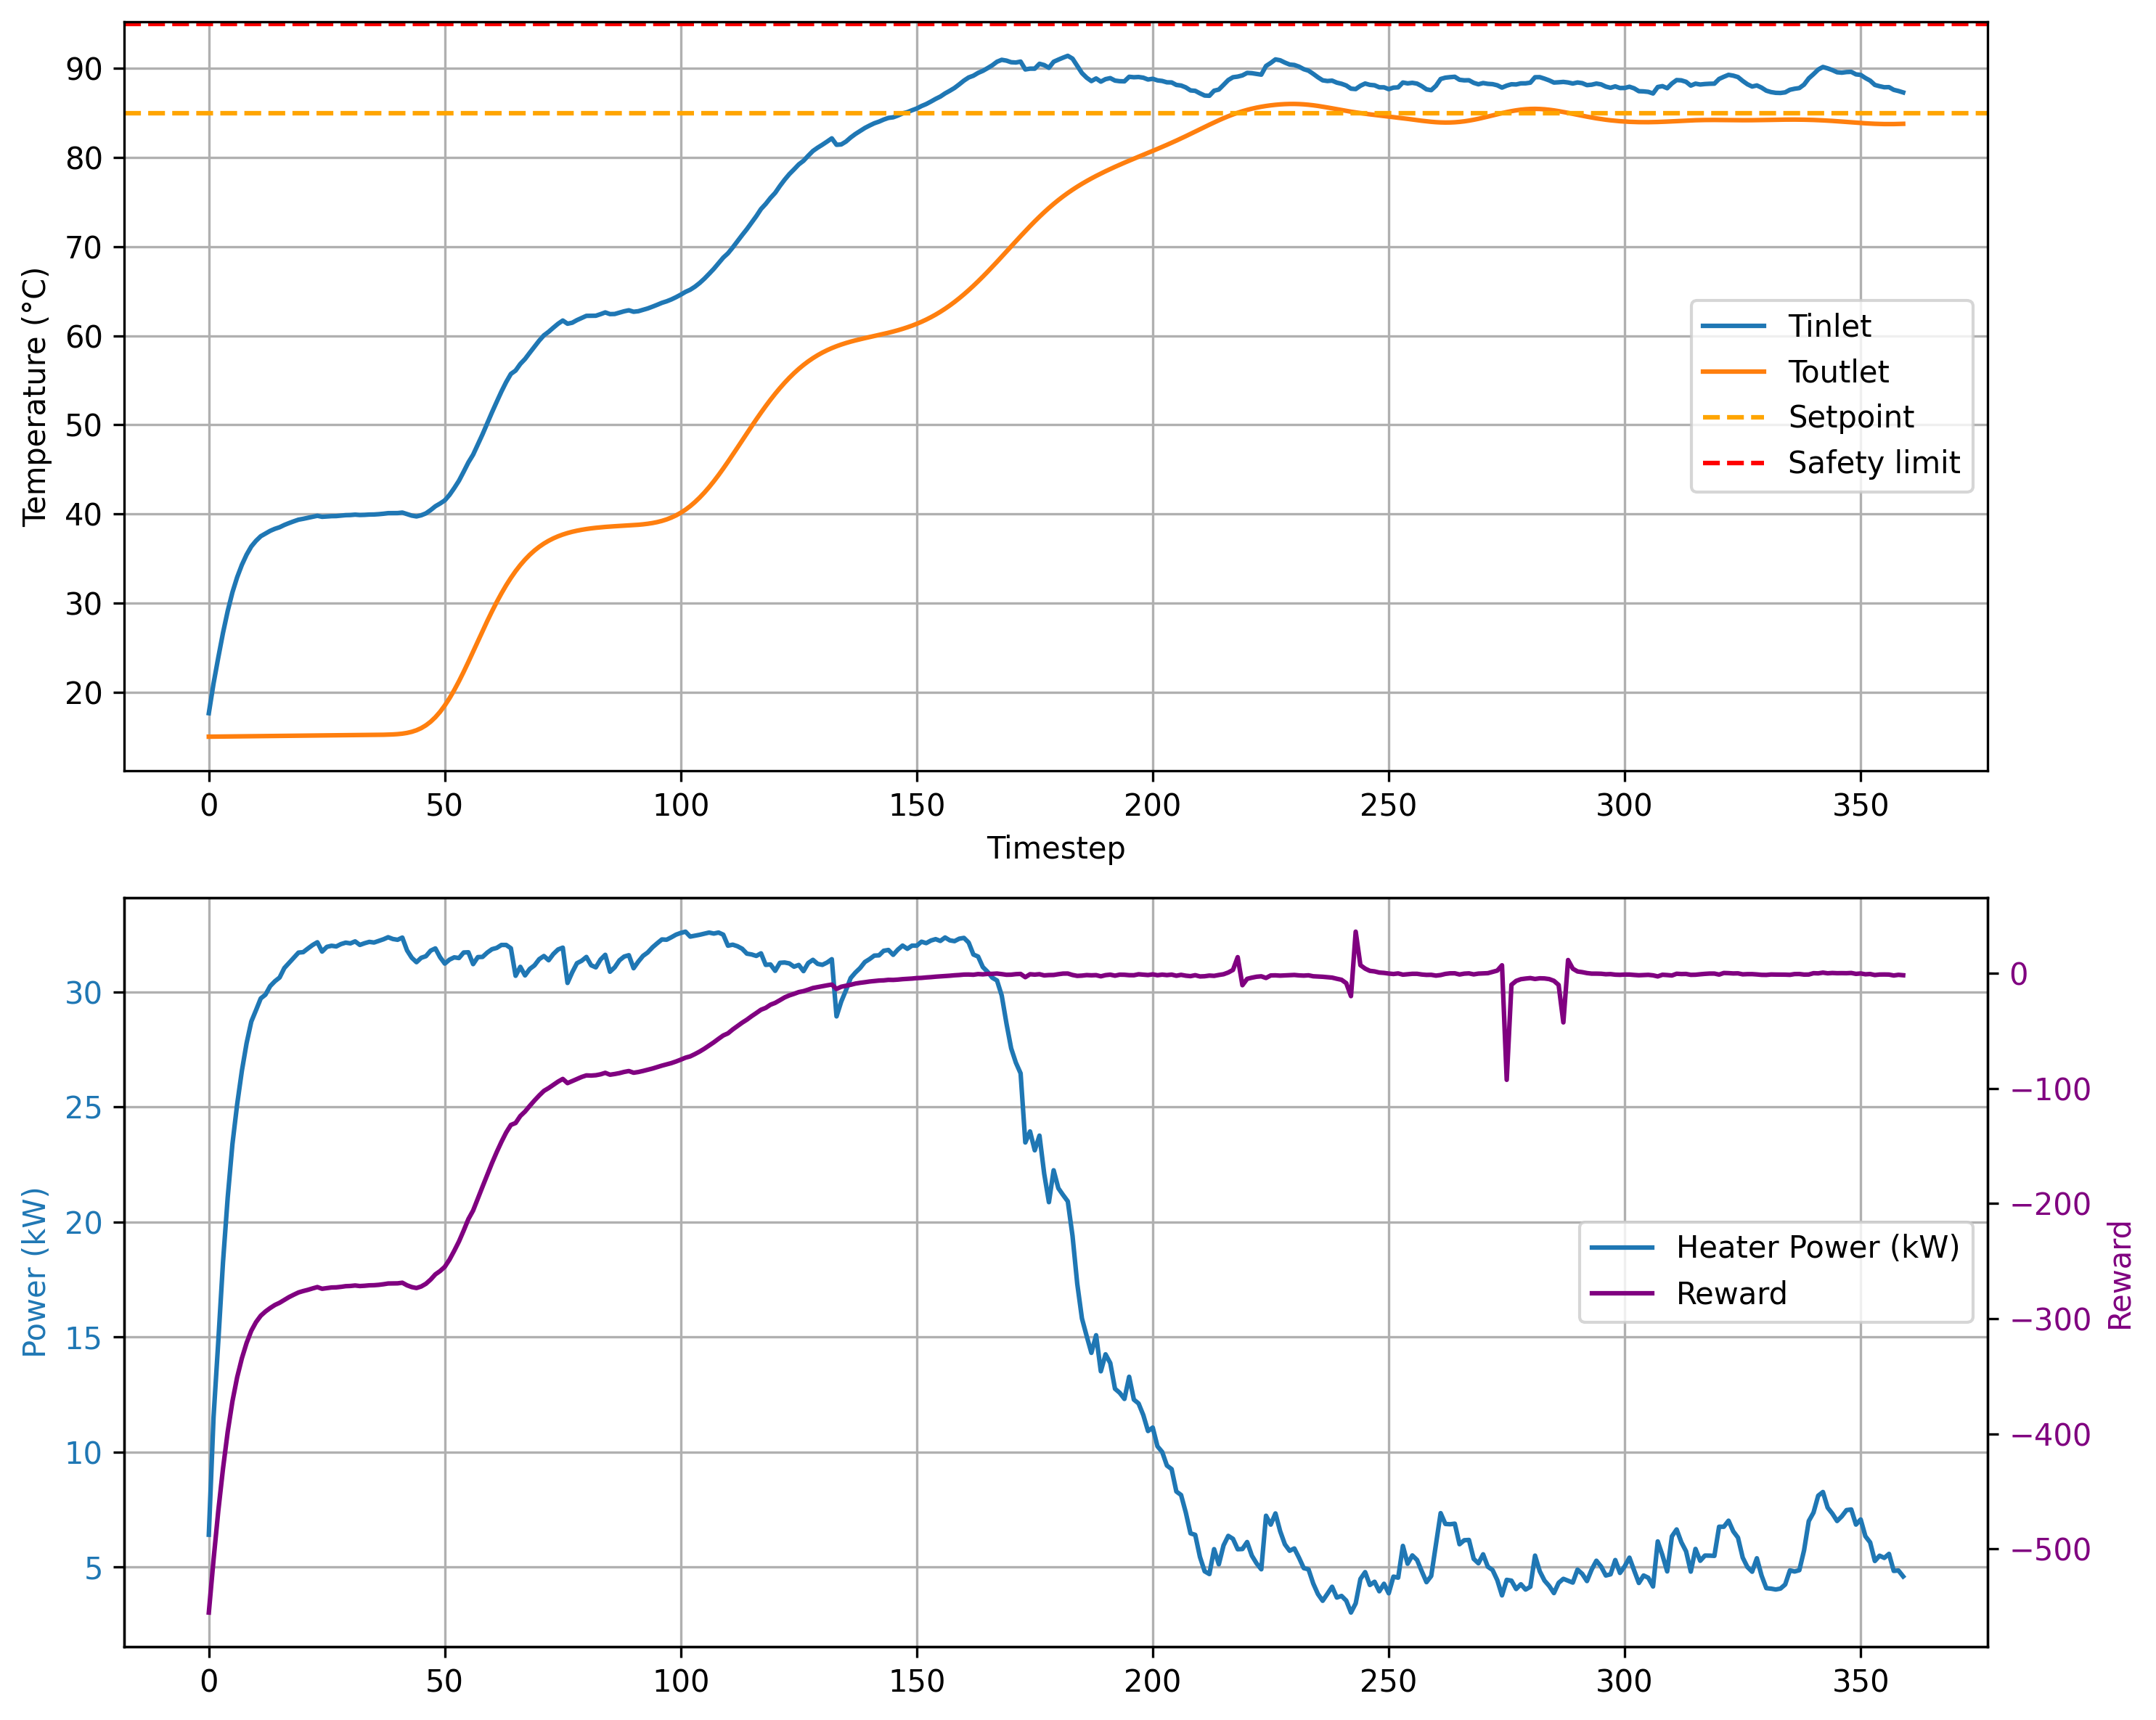 90
80
70
60
50
40
30
20
Temperature (°C)
Tinlet
Toutlet
Setpoint
Safety limit
0 50 100 150 200 250 300 350
Timestep
30
25
20
15
10
5
Power (kW)
Heater Power (kW)
Reward
0
−100
−200
−300
−400
−500
Reward
0 50 100 150 200 250 300 350